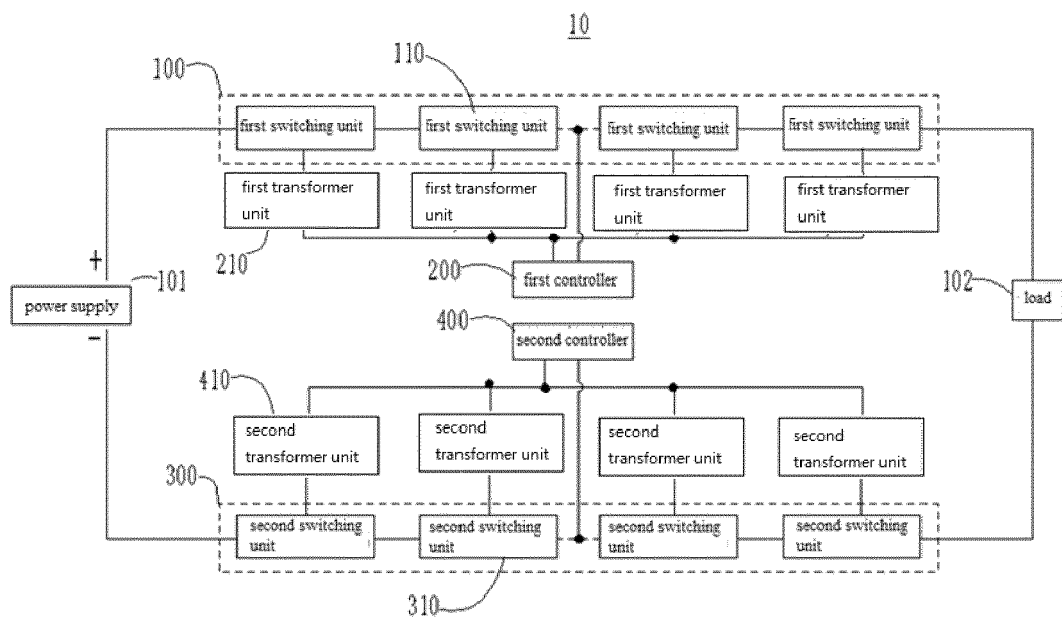 10
100
110
first switching unit
first switching unit
first switching unit
first switching unit
first transformer
unit
first transformer
unit
first transformer
unit
first transformer
unit
210
200
first controller
+
101
power supply
−
102
load
400
second controller
410
second
transformer unit
second
transformer unit
second
transformer unit
second
transformer unit
300
second switching
unit
second switching
unit
second switching
unit
second switching
unit
310